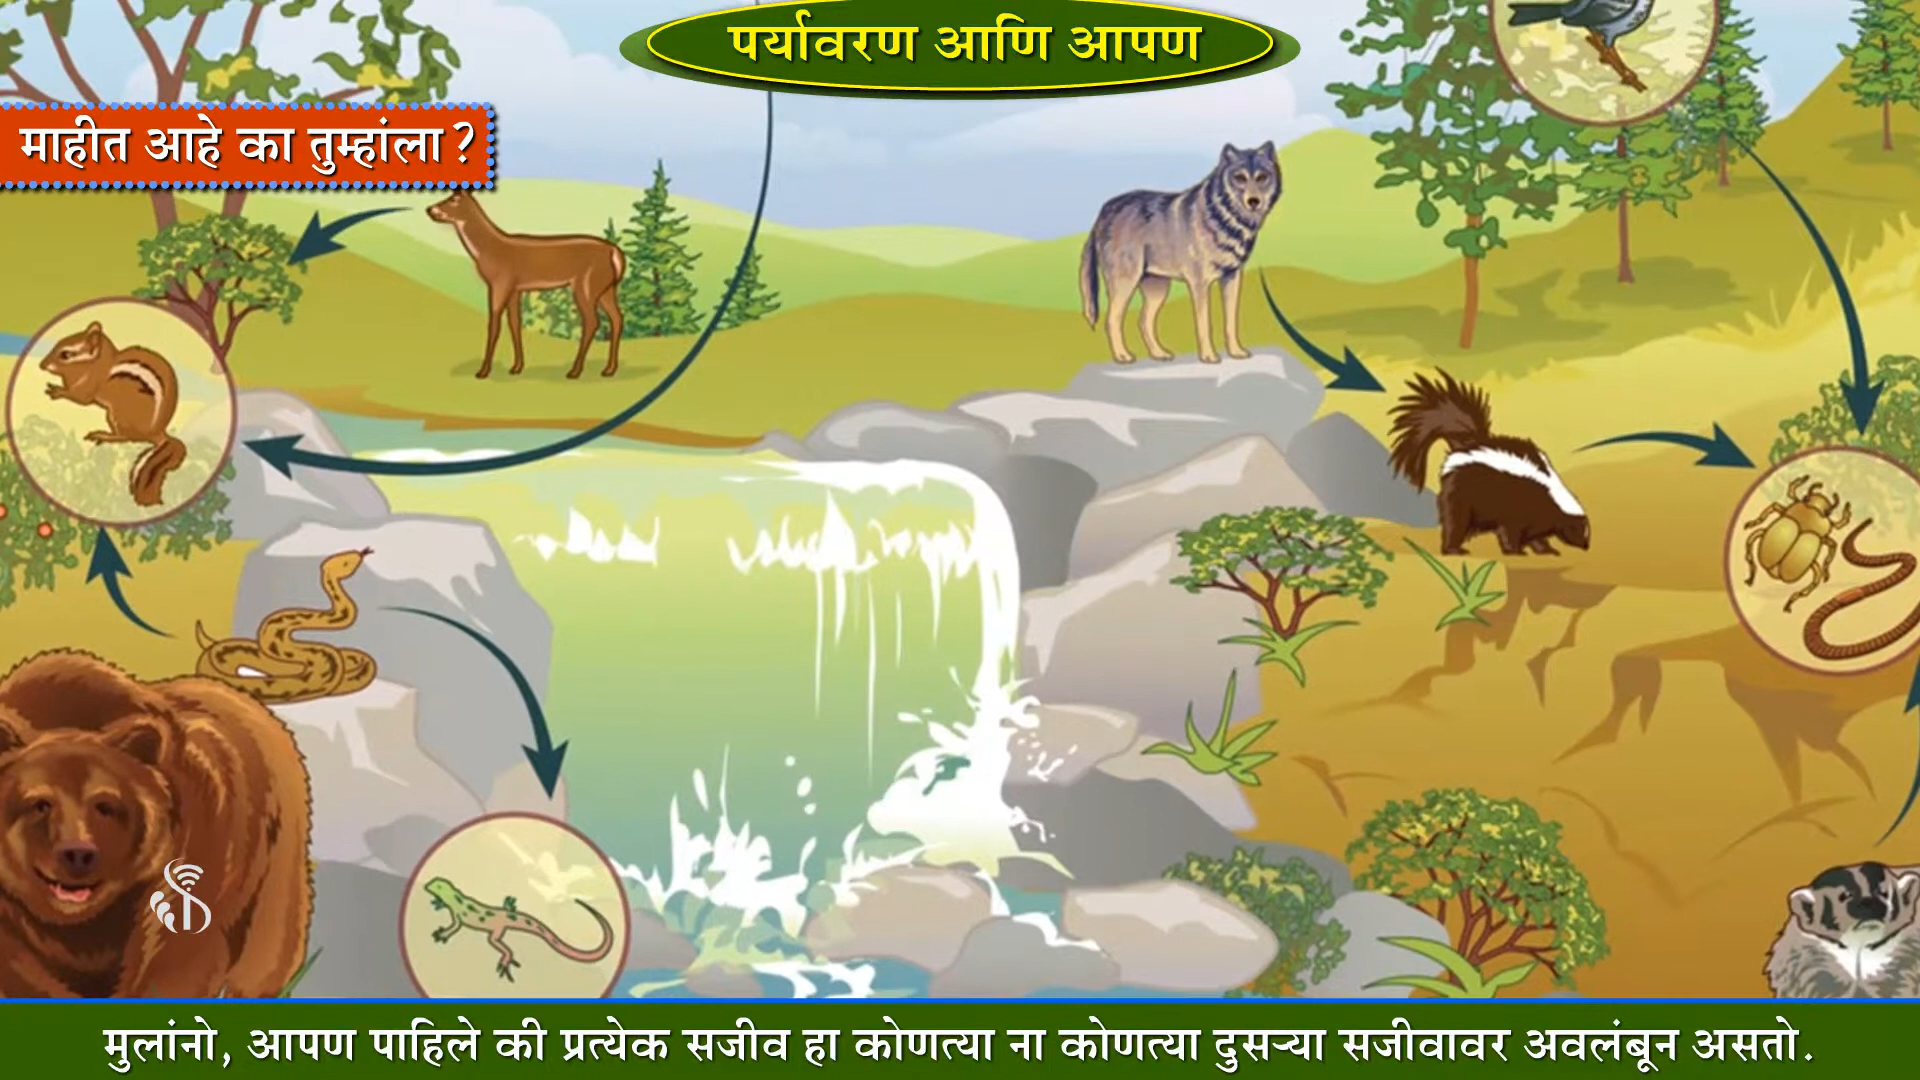 पर्यावरण आणि आपण
माहीत आहे का तुम्हांला?
मुलांनो, आपण पाहिले की प्रत्येक सजीव हा कोणत्या ना कोणत्या दुसऱ्या सजीवावर अवलंबून असतो.